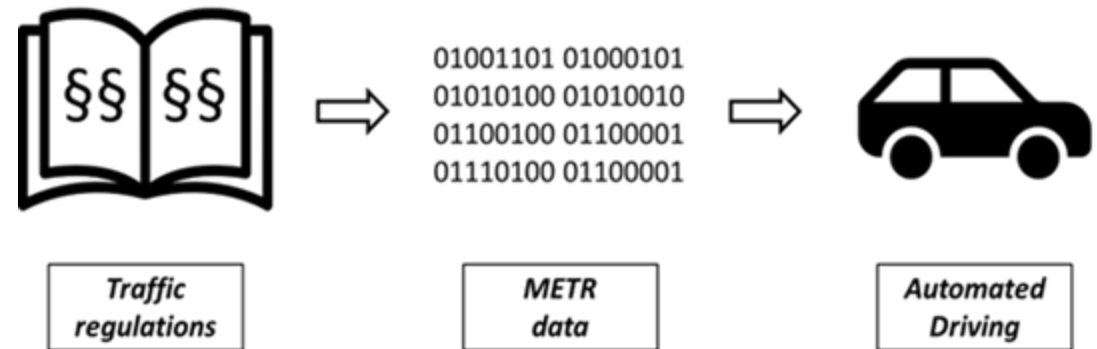 §§ §§
01001101 01000101
01010100 01010010
01100100 01100001
01110100 01100001
Traffic
regulations
METR
data
Automated
Driving